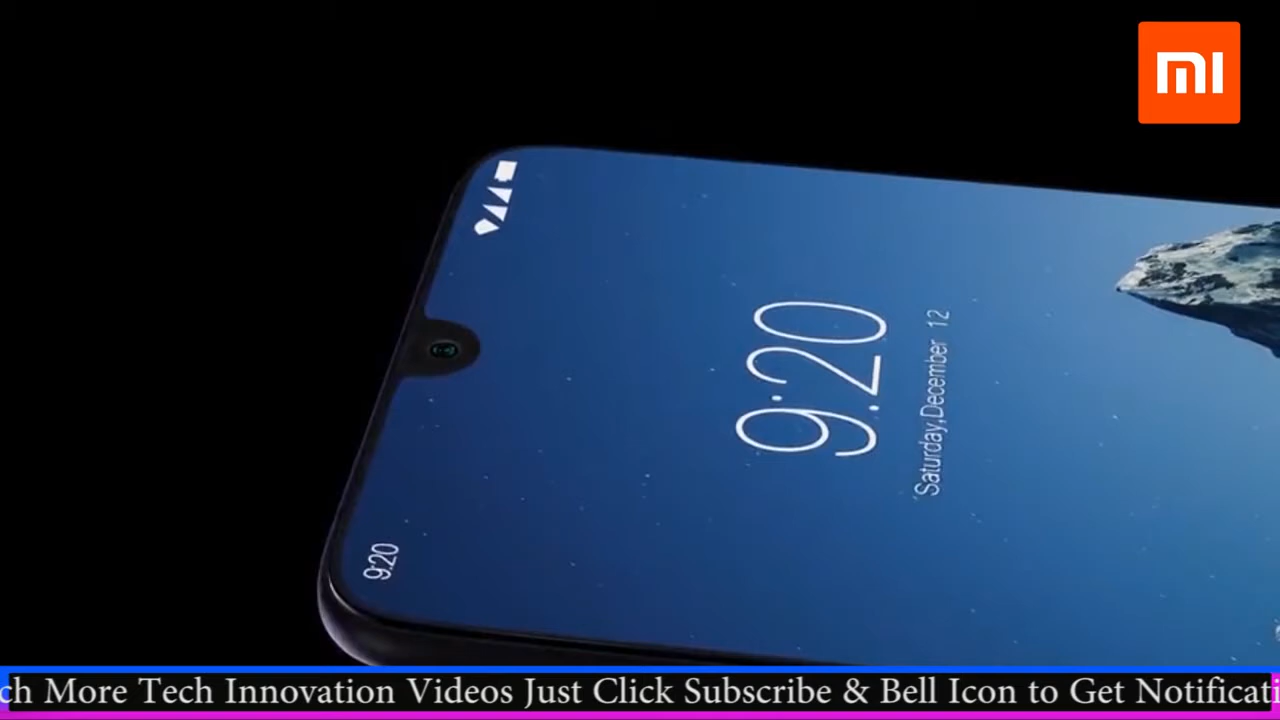 mi
9:20
9:20
Saturday,December 12
ch More Tech Innovation Videos Just Click Subscribe & Bell Icon to Get Notificati